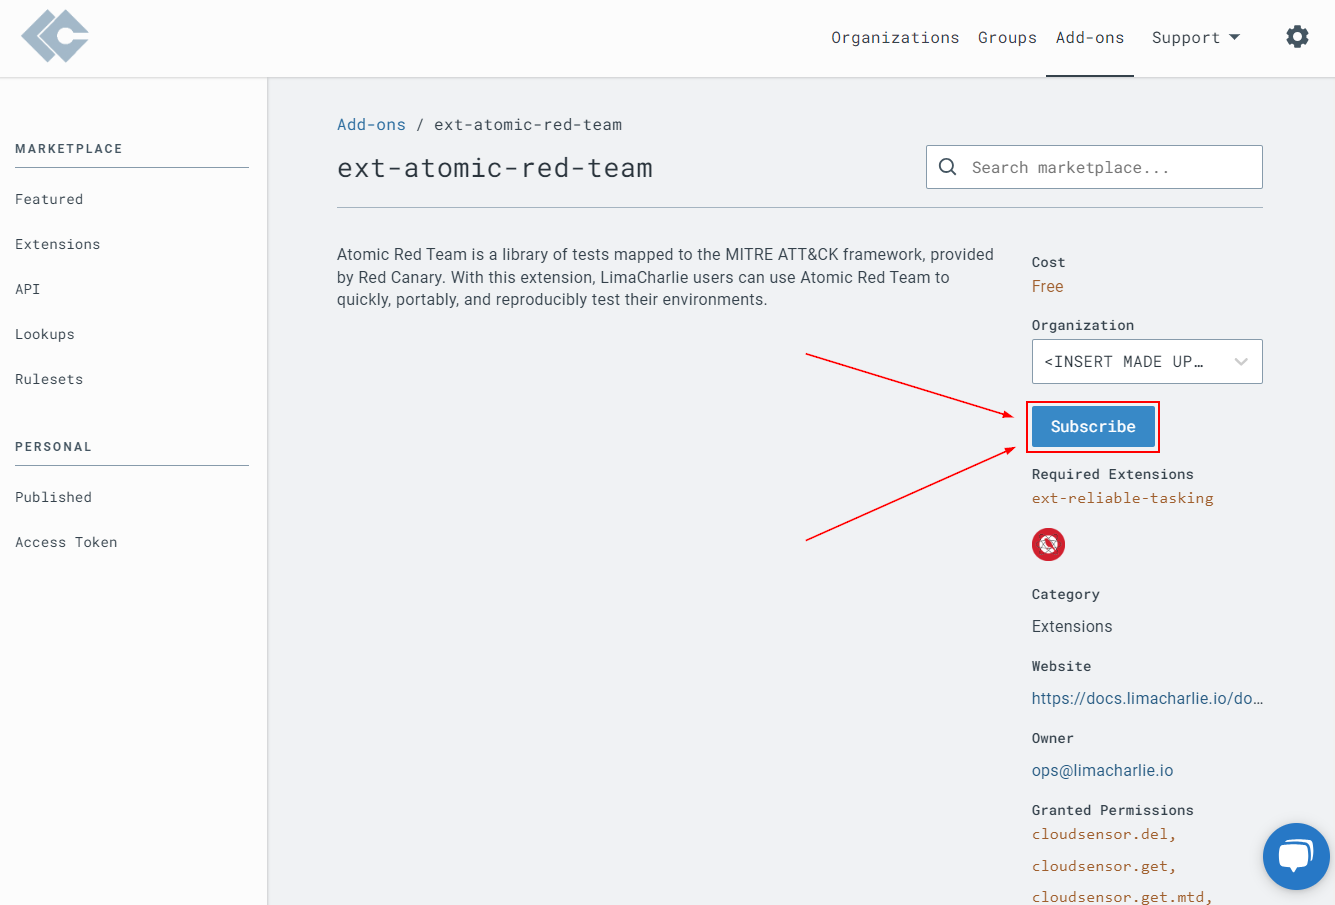 Organizations Groups Add-ons Support
MARKETPLACE
Featured
Extensions
API
Lookups
Rulesets
PERSONAL
Published
Access Token
Add-ons / ext-atomic-red-team
ext-atomic-red-team
Search marketplace...
Atomic Red Team is a library of tests mapped to the MITRE ATT&CK framework, provided
by Red Canary. With this extension, LimaCharlie users can use Atomic Red Team to
quickly, portably, and reproducibly test their environments.
Cost
Free
Organization
<INSERT MADE UP…
Subscribe
Required Extensions
ext-reliable-tasking
Category
Extensions
Website
https://docs.limacharlie.io/do…
Owner
ops@limacharlie.io
Granted Permissions
cloudsensor.del,
cloudsensor.get,
cloudsensor.get.mtd,